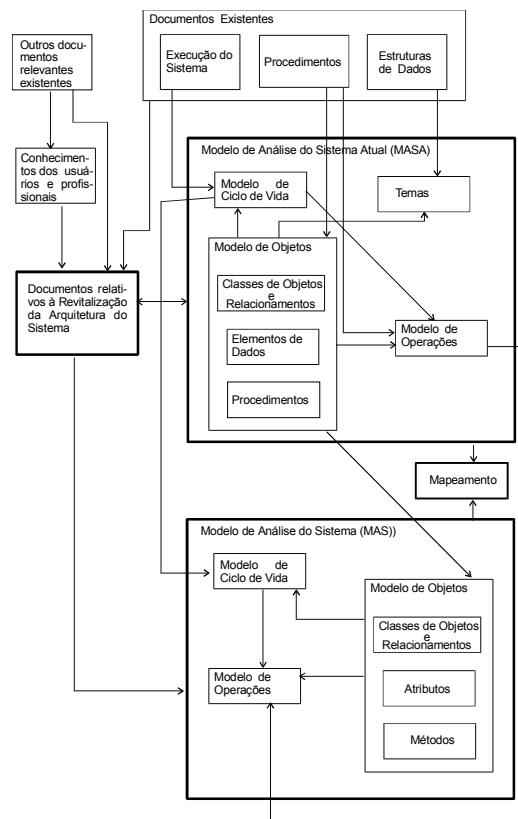 Documentos Existentes
Outros docu-
mentos
relevantes
existentes
Execução do
Sistema
Procedimentos
Estruturas
de Dados
Modelo de Análise do Sistema Atual (MASA)
Conhecimen-
tos dos usuá-
rios e profis-
sionais
Modelo de
Ciclo de Vida
Temas
Modelo de Objetos
Classes de Objetos
e
Relacionamentos
Documentos relati-
vos à Revitalização
da Arquitetura do
Sistema
Elementos de
Dados
Modelo de
Operações
Procedimentos
Mapeamento
Modelo de Análise do Sistema (MAS))
Modelo de
Ciclo de Vida
Modelo de Objetos
Classes de Objetos
e
Relacionamentos
Modelo de
Operações
Atributos
Métodos